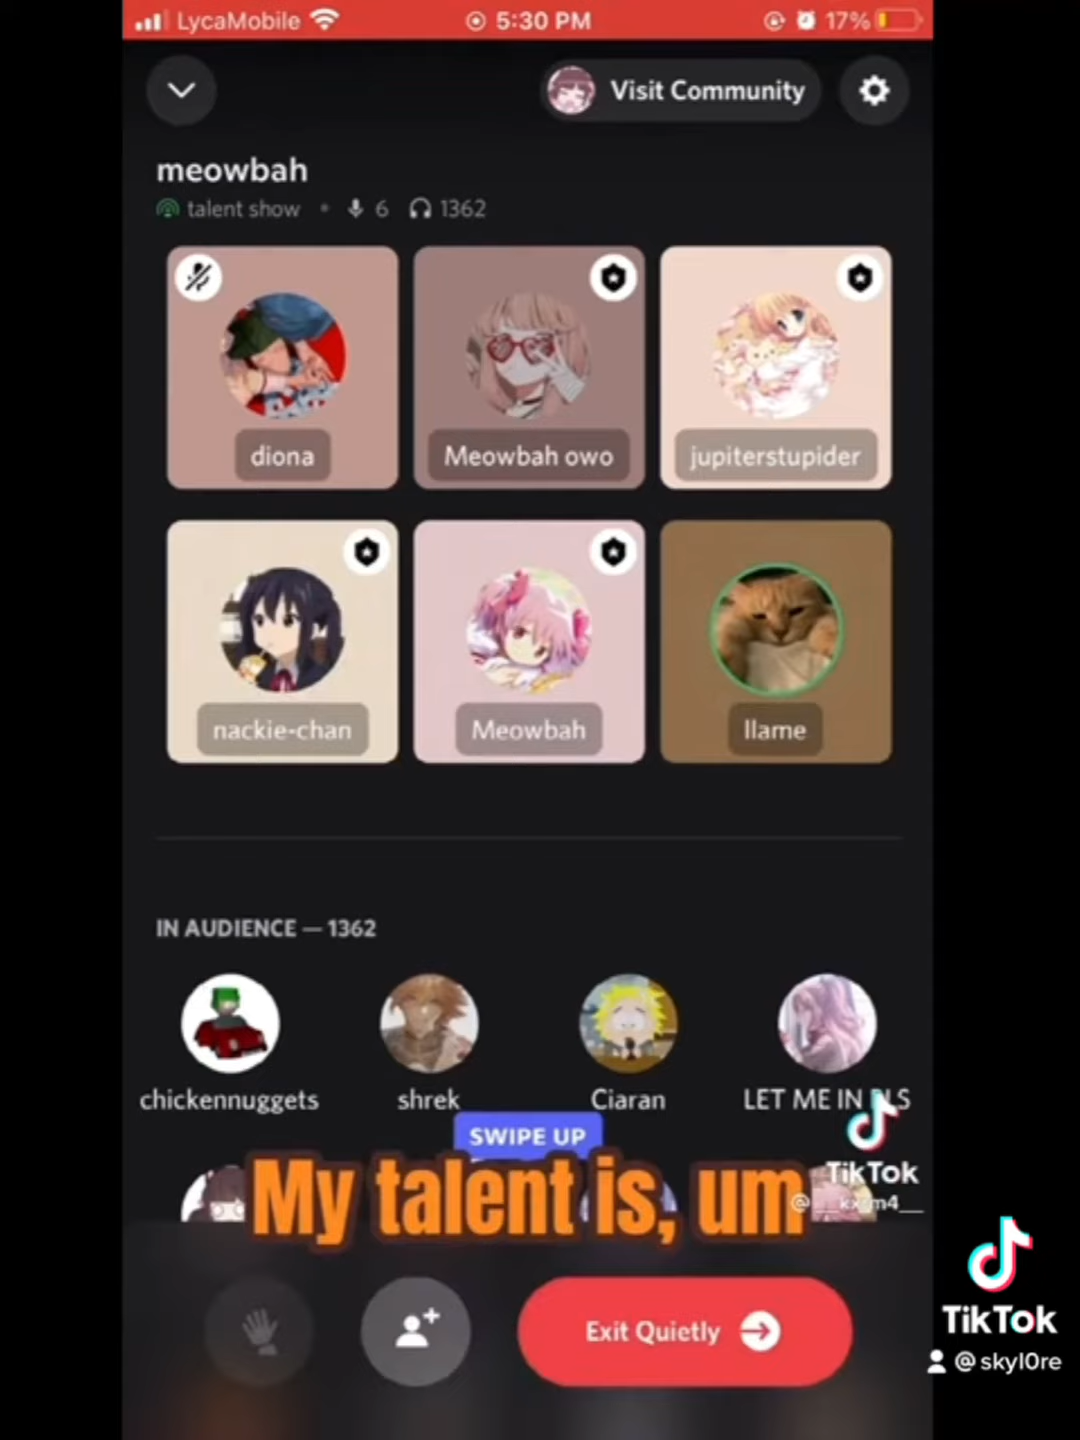 LycaMobile 5:30 PM 17%
Visit Community
meowbah
talent show • 6 1362
diona
Meowbah owo
jupiterstupider
nackie-chan
Meowbah
llame
IN AUDIENCE — 1362
chickennuggets
shrek
Ciaran
LET ME IN PLS
SWIPE UP
My talent is, um
TikTok
Exit Quietly
TikTok
@skyl0re